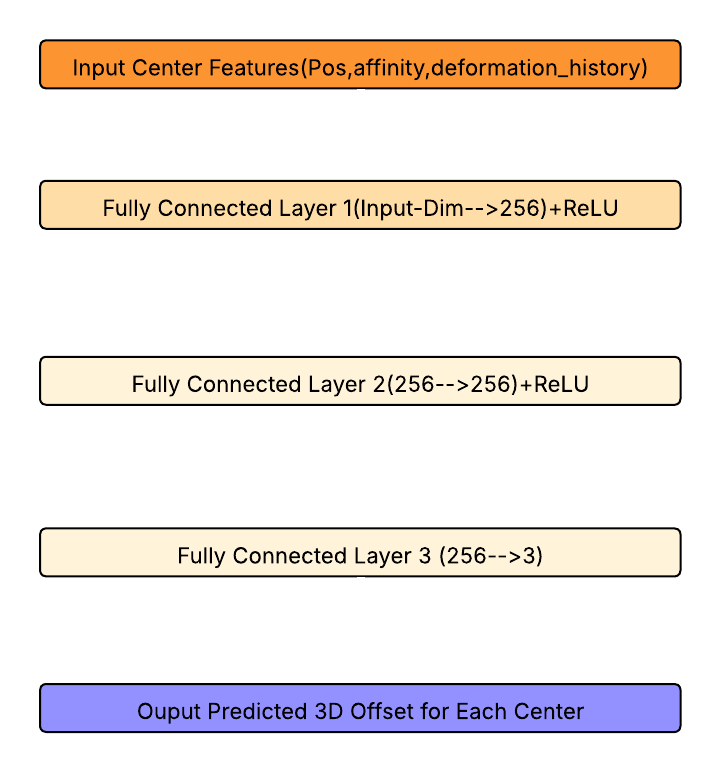 Input Center Features(Pos,affinity,deformation_history)
Fully Connected Layer 1(Input-Dim-->256)+ReLU
Fully Connected Layer 2(256-->256)+ReLU
Fully Connected Layer 3 (256-->3)
Ouput Predicted 3D Offset for Each Center